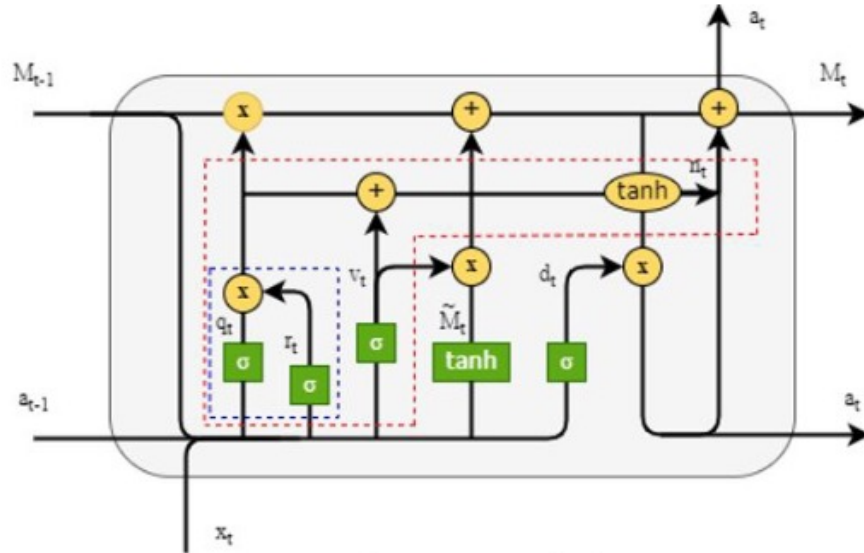 a_t
M_{t-1}
M_t
x
+
+
n_t
+
tanh
v_t
x
d_t
x
x
q_t
r_t
M̃_t
σ
σ
σ
tanh
σ
a_{t-1}
a_t
x_t